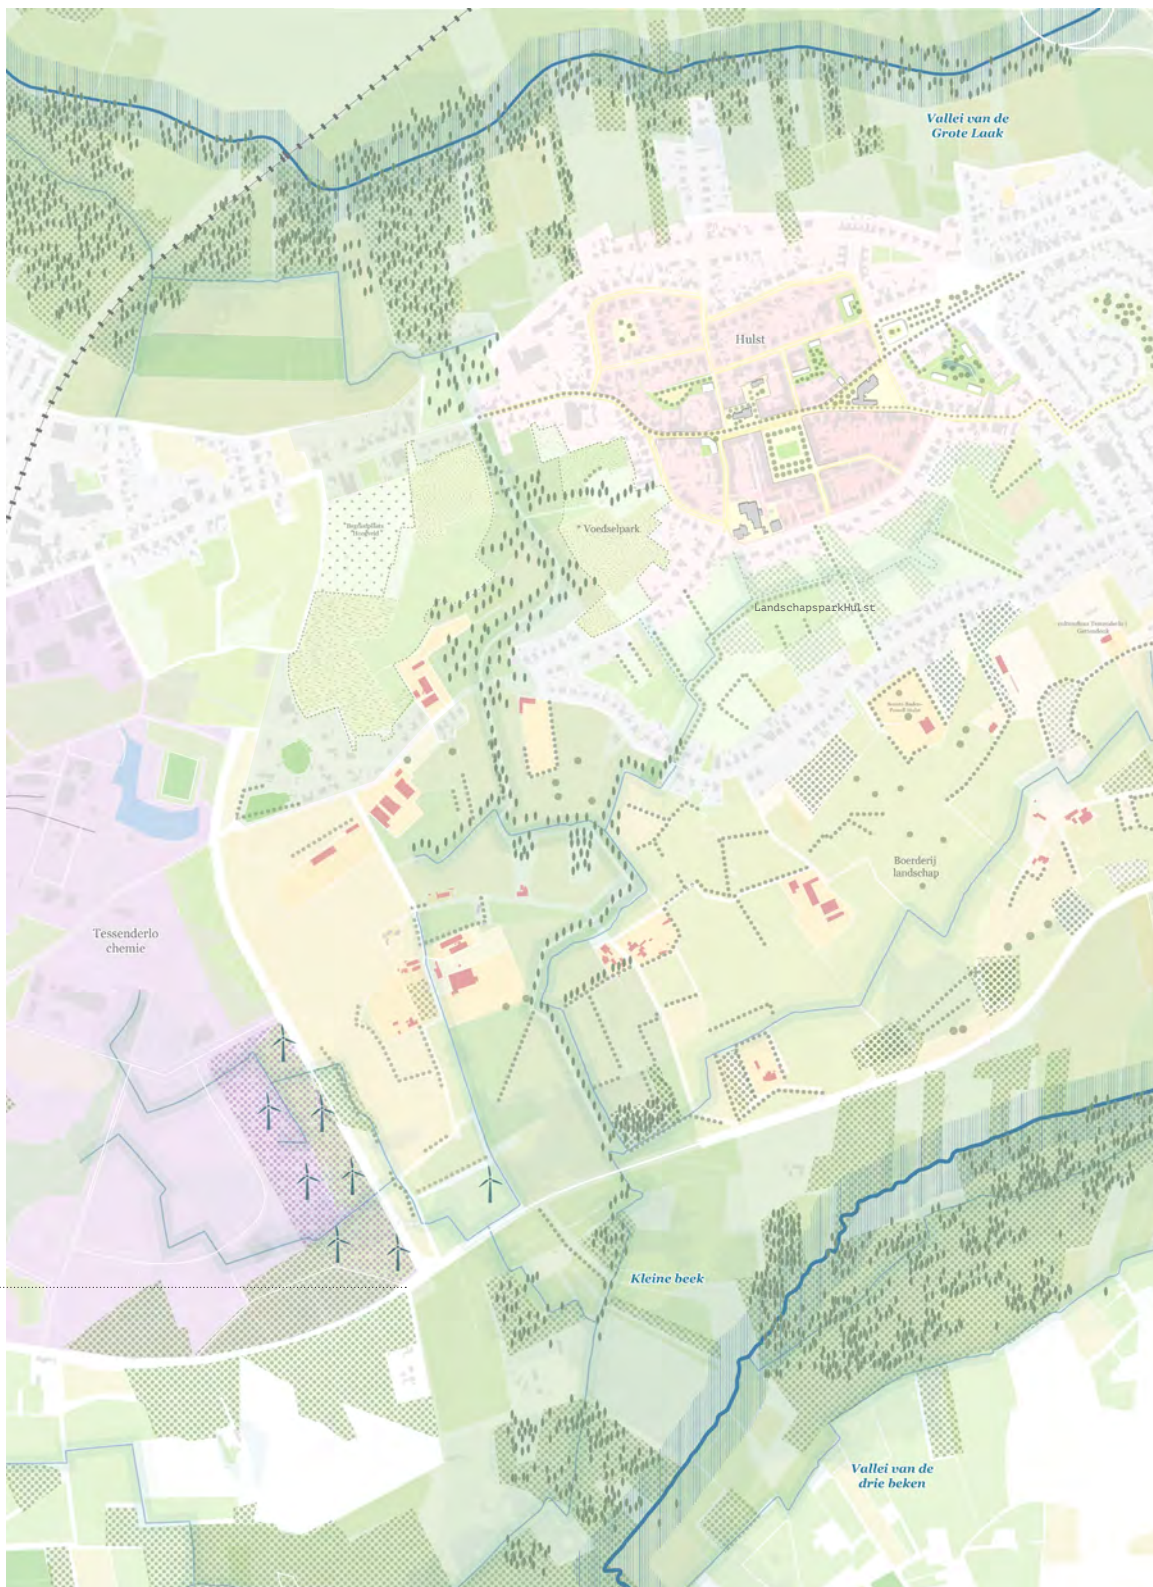 Vallei van de
Grote Laak
Hulst
Voedselpark
LandschapsparkHulst
Boerderij
landschap
Tessenderlo
chemie
Kleine beek
Vallei van de
drie beken